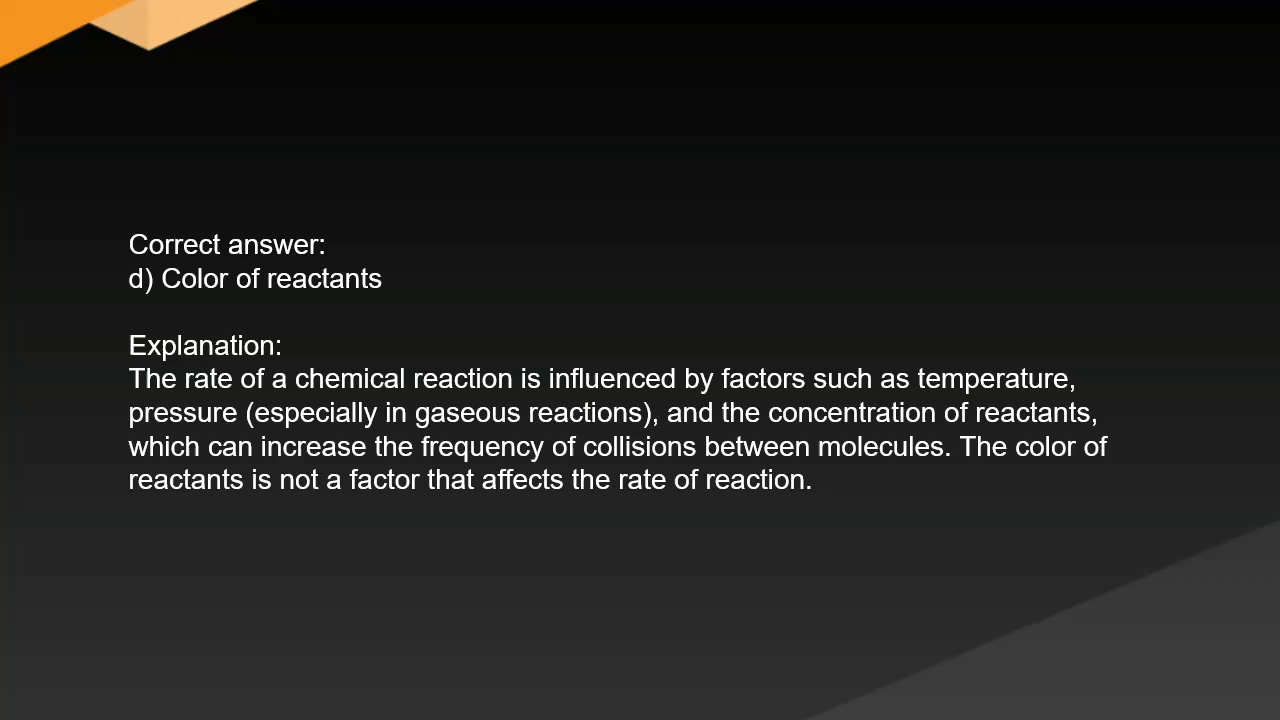 Correct answer:
d) Color of reactants
Explanation:
The rate of a chemical reaction is influenced by factors such as temperature,
pressure (especially in gaseous reactions), and the concentration of reactants,
which can increase the frequency of collisions between molecules. The color of
reactants is not a factor that affects the rate of reaction.